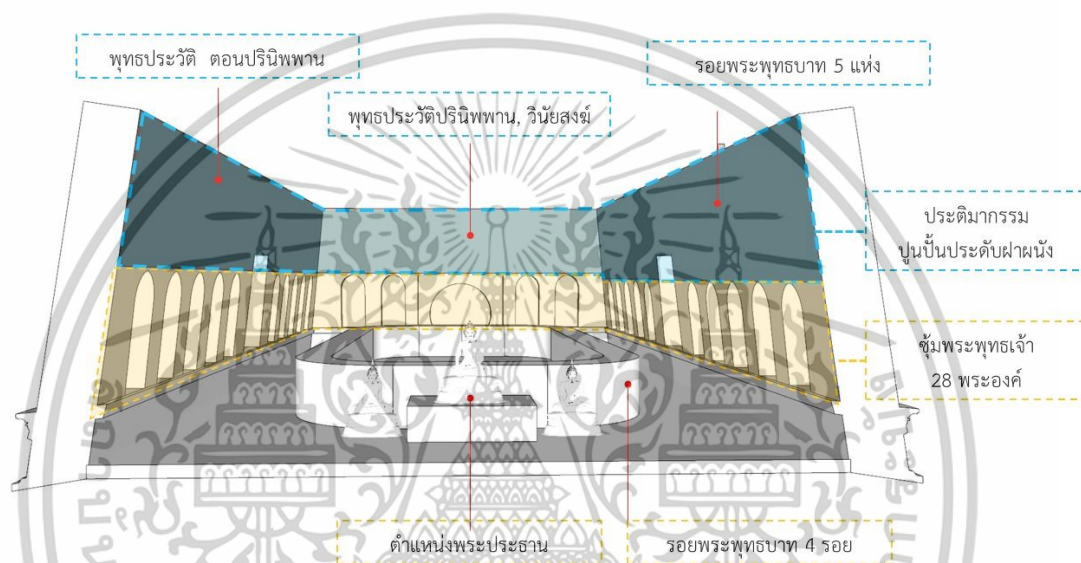 พุทธประวัติ ตอนปรินิพพาน
รอยพระพุทธบาท 5 แห่ง
พุทธประวัติปรินิพพาน, วินัยสงฆ์
ประติมากรรม
ปูนปั้นประดับฝาผนัง
ซุ้มพระพุทธเจ้า
28 พระองค์
ตำแหน่งพระประธาน
รอยพระพุทธบาท 4 รอย